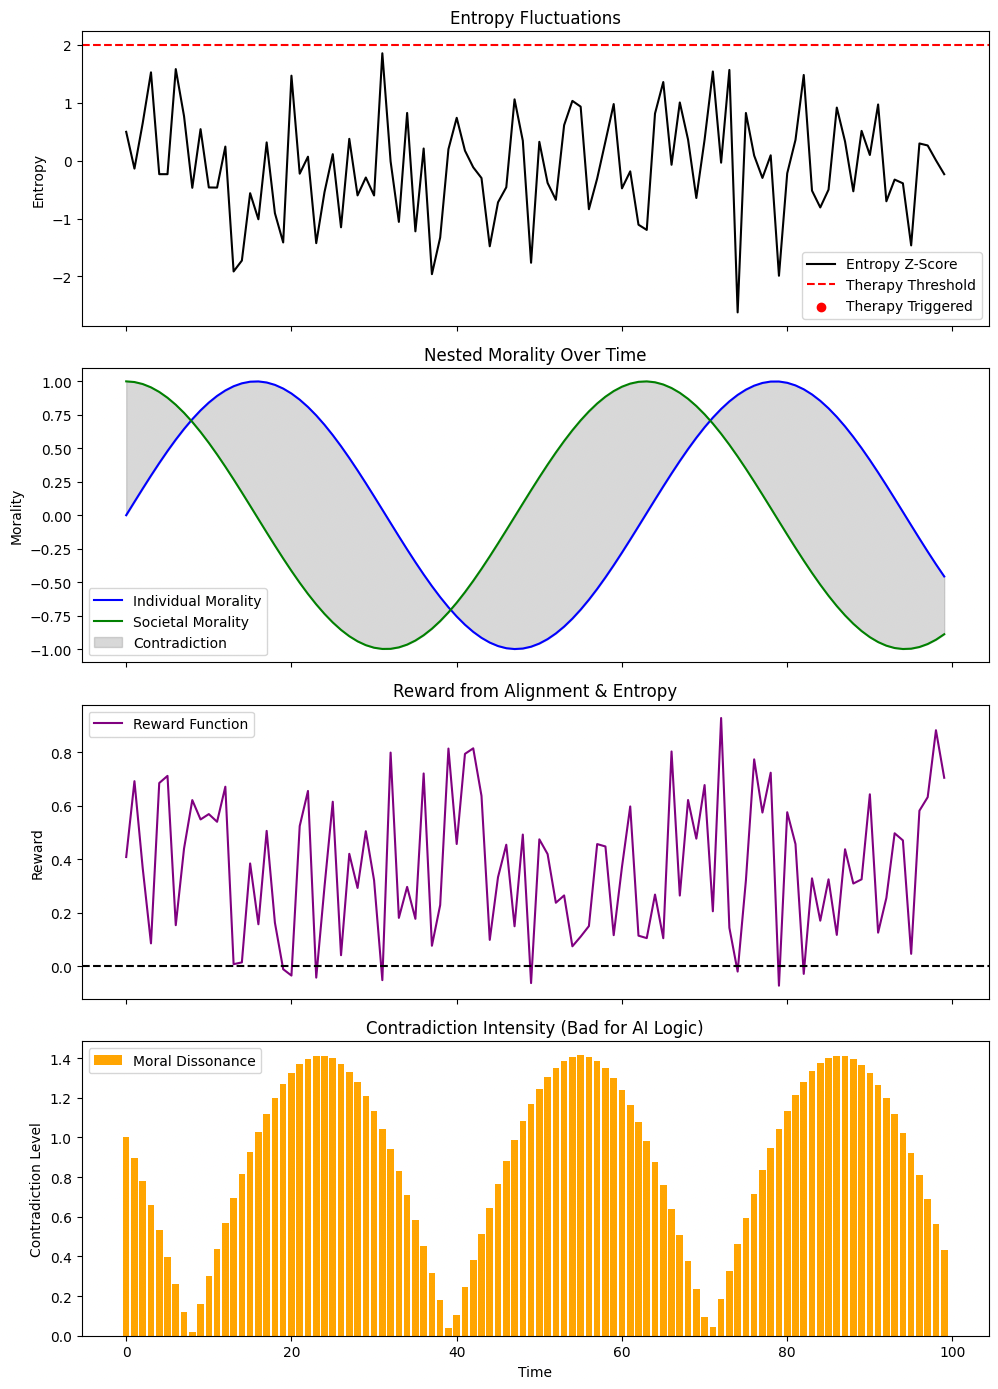 Entropy Fluctuations
2
1
0
−1
−2
Entropy
Entropy Z-Score
Therapy Threshold
Therapy Triggered
Nested Morality Over Time
1.00
0.75
0.50
0.25
0.00
−0.25
−0.50
−0.75
−1.00
Morality
Individual Morality
Societal Morality
Contradiction
Reward from Alignment & Entropy
Reward Function
0.8
0.6
0.4
0.2
0.0
Reward
Contradiction Intensity (Bad for AI Logic)
Moral Dissonance
1.4
1.2
1.0
0.8
0.6
0.4
0.2
0.0
Contradiction Level
0 20 40 60 80 100
Time